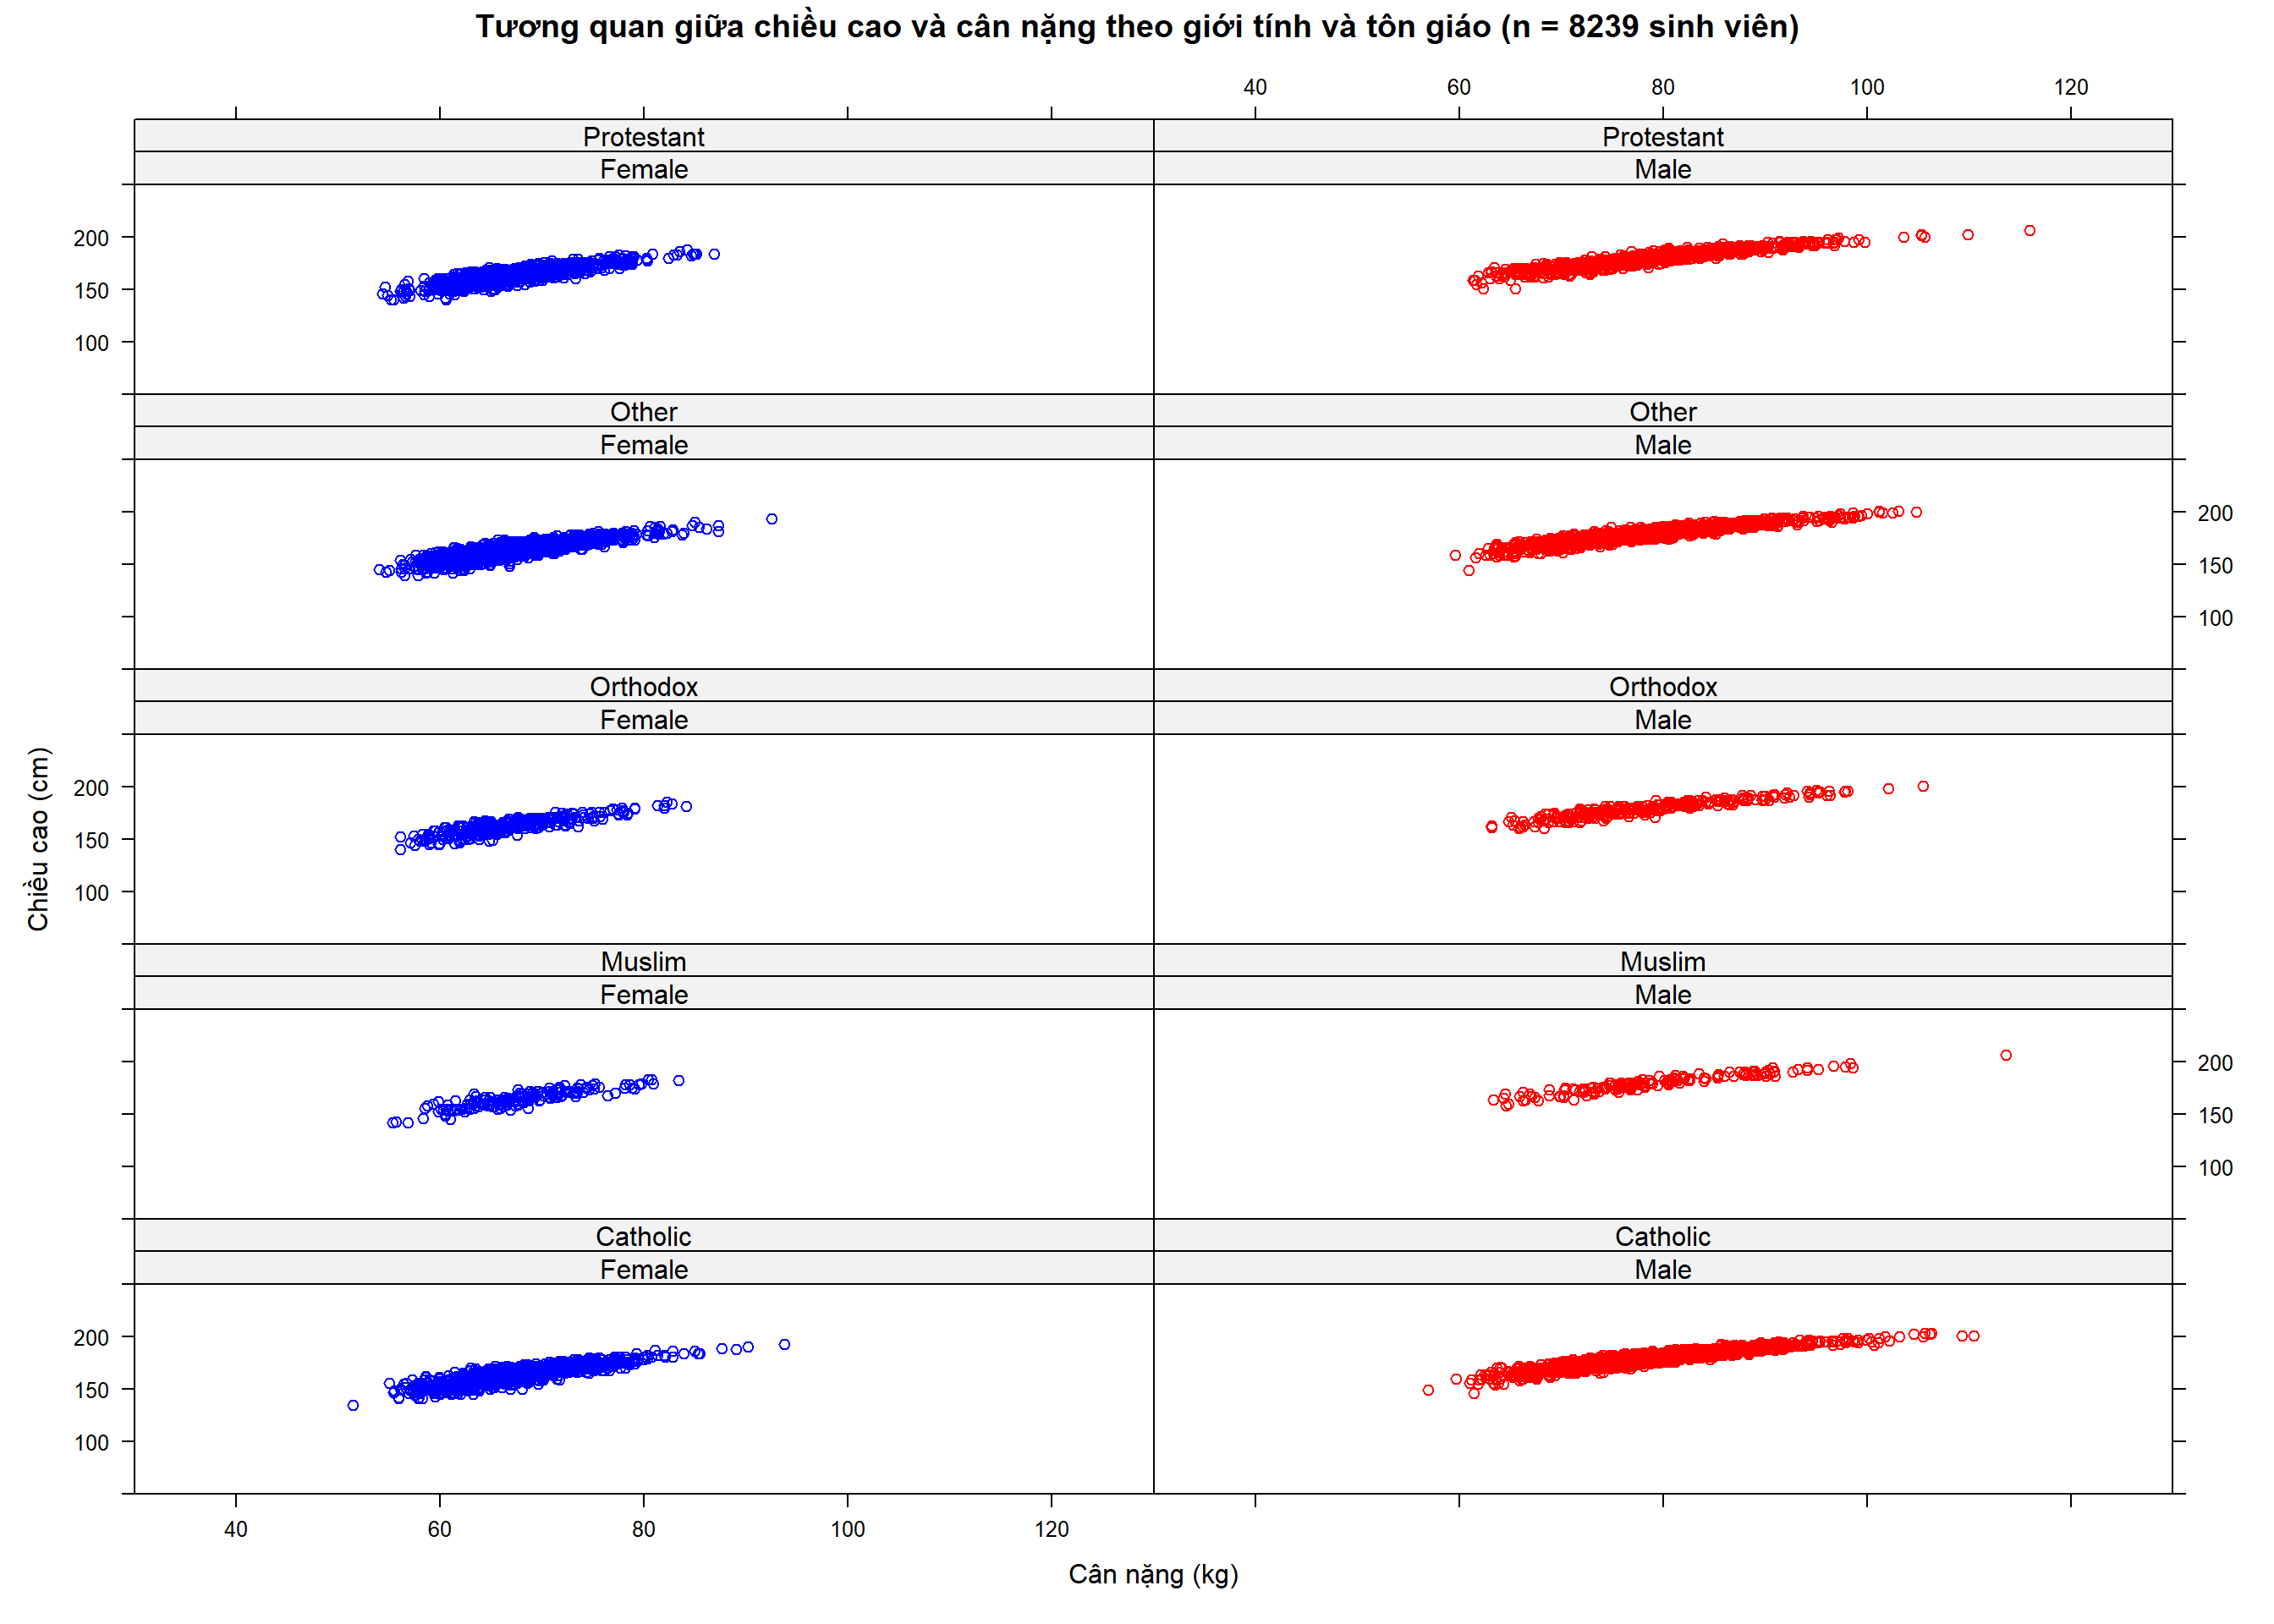 Tương quan giữa chiều cao và cân nặng theo giới tính và tôn giáo (n = 8239 sinh viên)
40 60 80 100 120
Protestant Protestant
Female Male
200
150
100
Other Other
Female Male
200
150
100
Orthodox Orthodox
Female Male
200
150
100
Chiều cao (cm)
Muslim Muslim
Female Male
200
150
100
Catholic Catholic
Female Male
200
150
100
40 60 80 100 120
Cân nặng (kg)